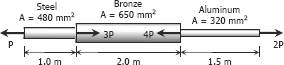 Steel
A = 480 mm²
Bronze
A = 650 mm²
Aluminum
A = 320 mm²
P
3P
4P
2P
1.0 m
2.0 m
1.5 m